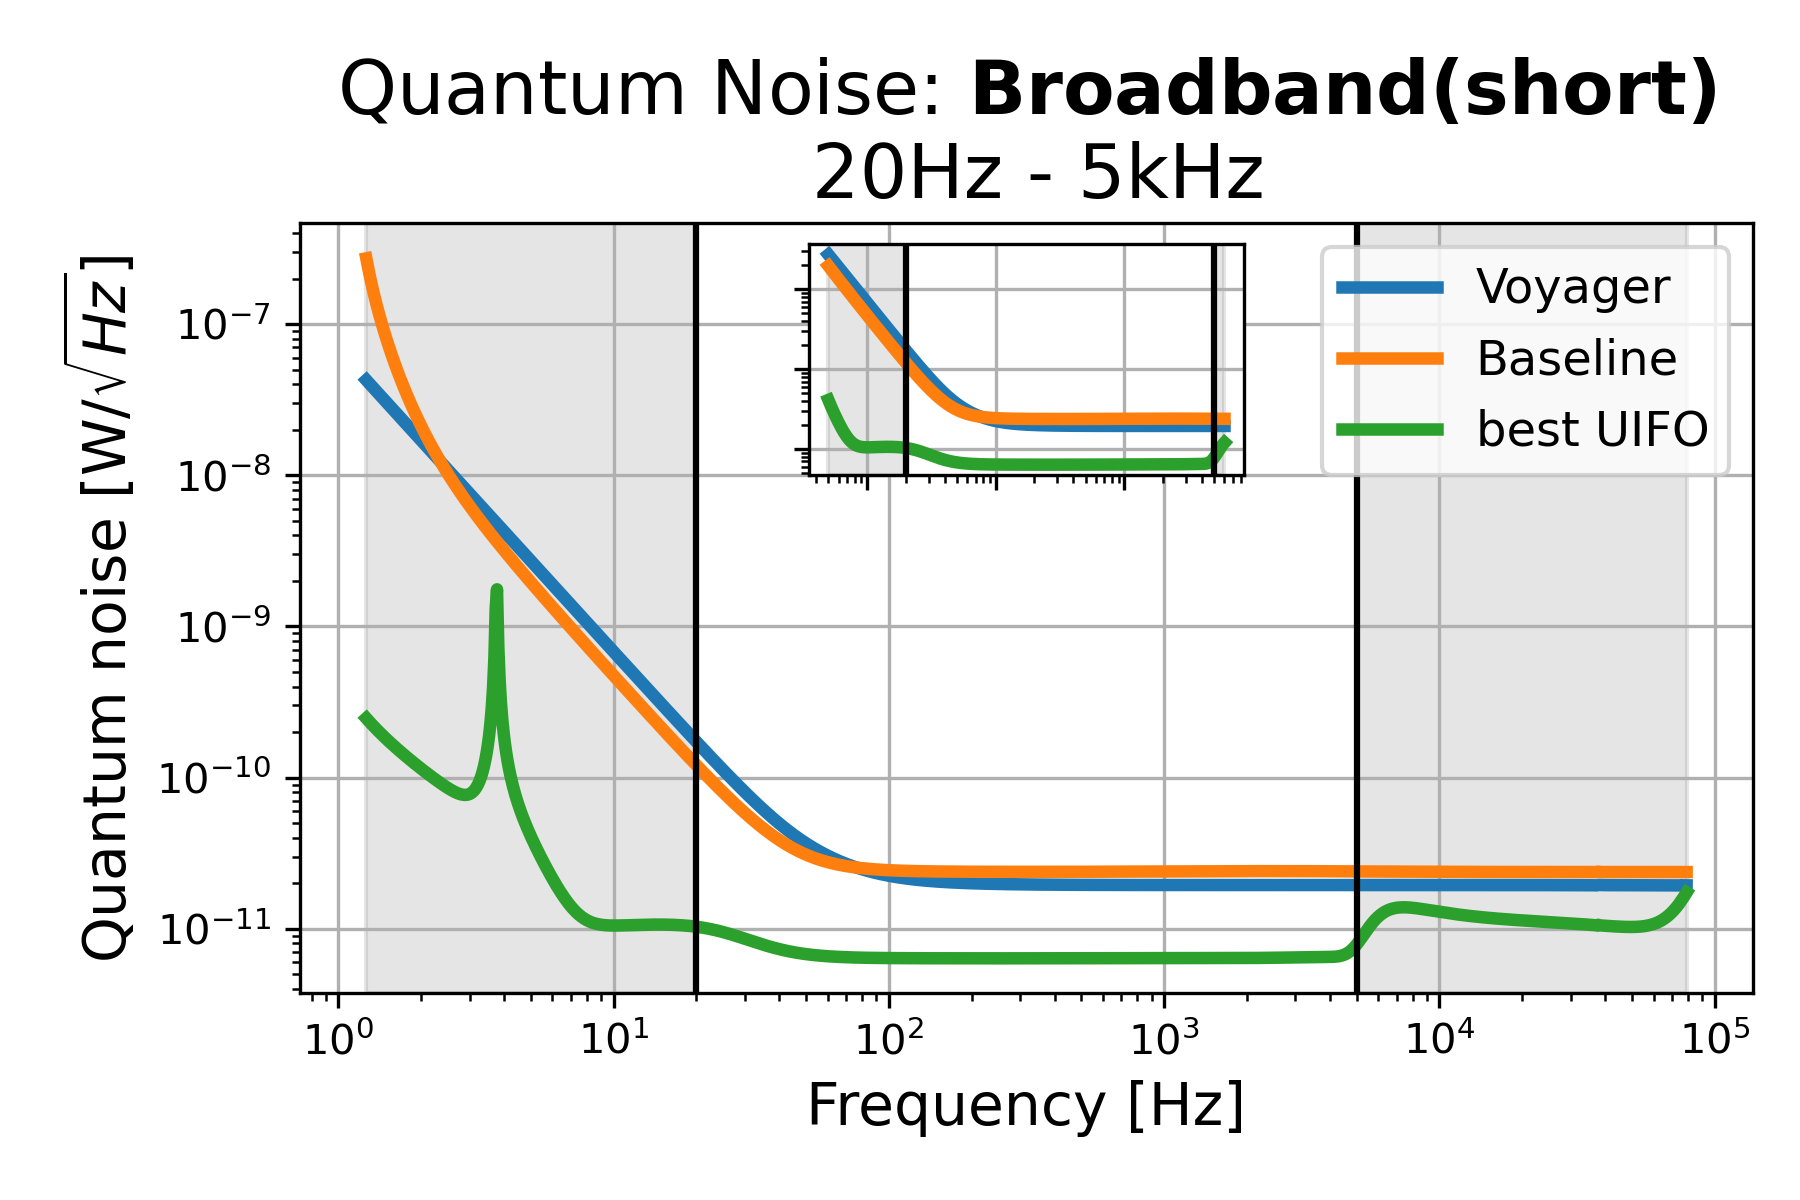 Quantum Noise: Broadband(short)
20Hz - 5kHz
Quantum noise [W/√Hz]
10⁻⁷
10⁻⁸
10⁻⁹
10⁻¹⁰
10⁻¹¹
Voyager
Baseline
best UIFO
10⁰ 10¹ 10² 10³ 10⁴ 10⁵
Frequency [Hz]